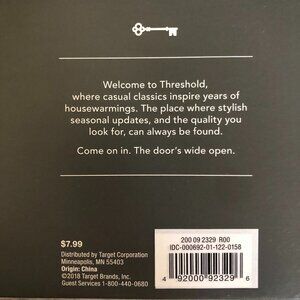 Welcome to Threshold,
where casual classics inspire years of
housewarmings. The place where stylish
seasonal updates, and the quality you
look for, can always be found.
Come on in. The door's wide open.
$7.99
Distributed by Target Corporation
Minneapolis, MN 55403
Origin: China
©2018 Target Brands, Inc.
Guest Services 1-800-440-0680
200 09 2329 R00
IDC-000692-01-122-0158
4 92000 92329 6